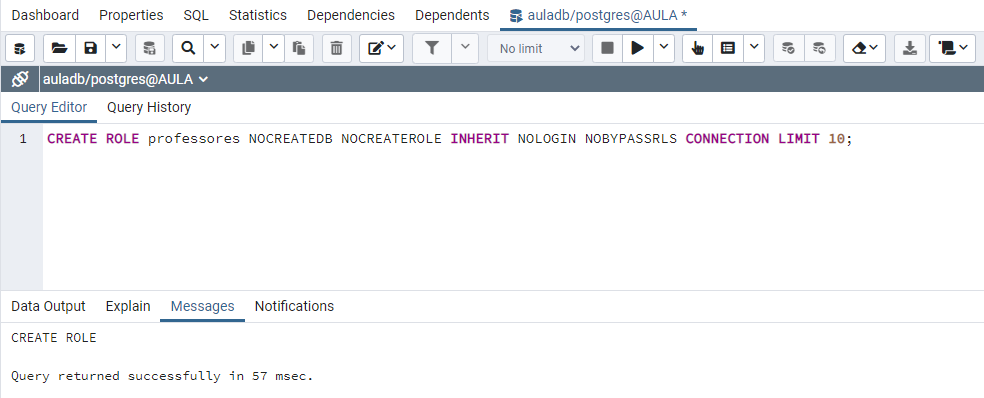 Dashboard Properties SQL Statistics Dependencies Dependents auladb/postgres@AULA *
No limit
auladb/postgres@AULA
Query Editor Query History
1 CREATE ROLE professores NOCREATEDB NOCREATEROLE INHERIT NOLOGIN NOBYPASSRLS CONNECTION LIMIT 10;
Data Output Explain Messages Notifications
CREATE ROLE
Query returned successfully in 57 msec.